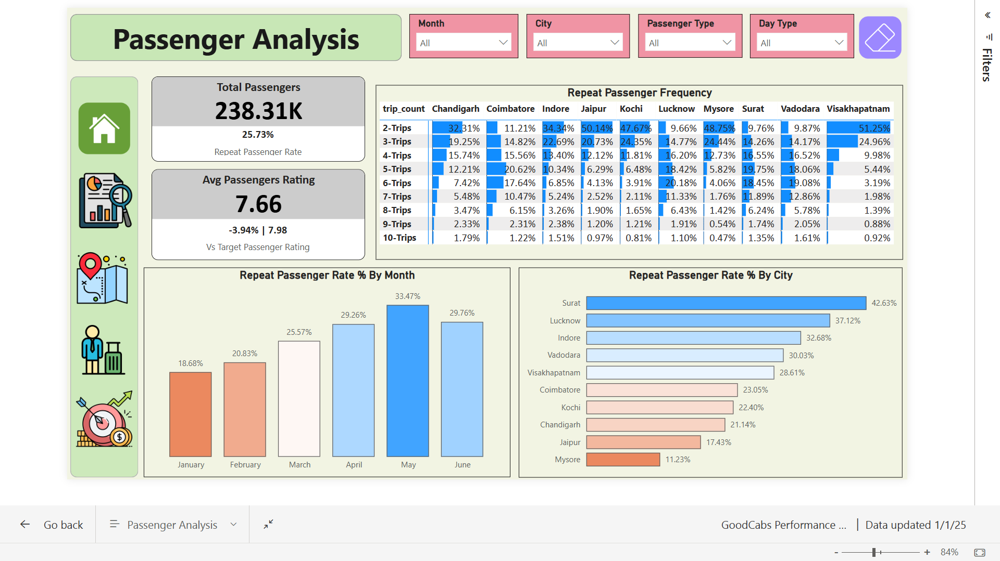 Passenger Analysis
Month
All
City
All
Passenger Type
All
Day Type
All
Filters
Total Passengers
238.31K
25.73%
Repeat Passenger Rate
Avg Passengers Rating
7.66
-3.94% | 7.98
Vs Target Passenger Rating
Repeat Passenger Frequency
trip_count Chandigarh Coimbatore Indore Jaipur Kochi Lucknow Mysore Surat Vadodara Visakhapatnam
2-Trips 32.31% 11.21% 34.34% 50.14% 47.67% 9.66% 48.75% 9.76% 9.87% 51.25%
3-Trips 19.25% 14.82% 22.69% 20.73% 24.35% 14.77% 24.44% 14.26% 14.17% 24.96%
4-Trips 15.74% 15.56% 13.40% 12.12% 11.81% 16.20% 12.73% 16.55% 16.52% 9.98%
5-Trips 12.21% 20.62% 10.34% 6.29% 6.48% 18.42% 5.82% 19.75% 18.06% 5.44%
6-Trips 7.42% 17.64% 6.85% 4.13% 3.91% 20.18% 4.06% 18.45% 19.08% 3.19%
7-Trips 5.48% 10.47% 5.24% 2.52% 2.11% 11.33% 1.76% 11.89% 12.86% 1.98%
8-Trips 3.47% 6.15% 3.26% 1.90% 1.65% 6.43% 1.42% 6.24% 5.78% 1.39%
9-Trips 2.33% 2.31% 2.38% 1.20% 1.21% 1.91% 0.54% 1.74% 2.05% 0.88%
10-Trips 1.79% 1.22% 1.51% 0.97% 0.81% 1.10% 0.47% 1.35% 1.61% 0.92%
Repeat Passenger Rate % By Month
18.68%
20.83%
25.57%
29.26%
33.47%
29.76%
January February March April May June
Repeat Passenger Rate % By City
Surat 42.63%
Lucknow 37.12%
Indore 32.68%
Vadodara 30.03%
Visakhapatnam 28.61%
Coimbatore 23.05%
Kochi 22.40%
Chandigarh 21.14%
Jaipur 17.43%
Mysore 11.23%
Go back
Passenger Analysis
GoodCabs Performance ... | Data updated 1/1/25
- + 84%